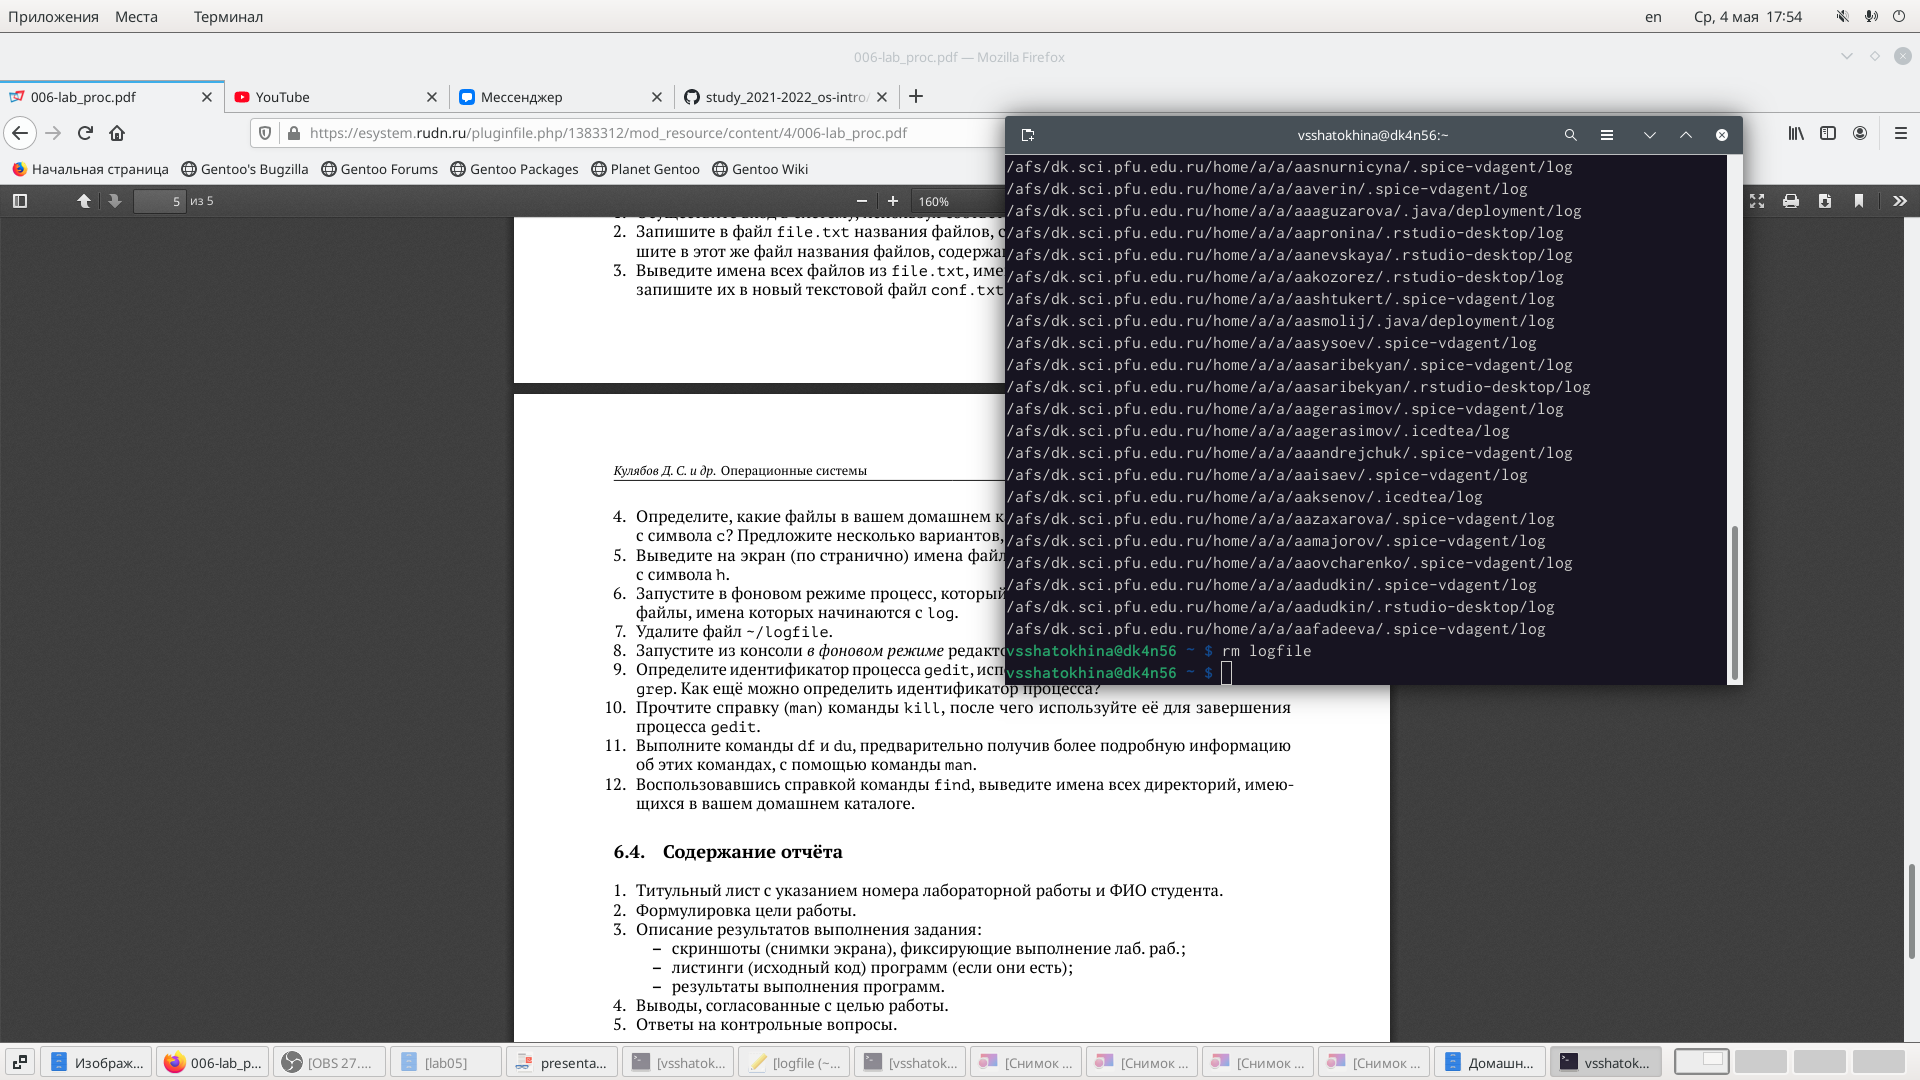 Приложения Места Терминал en Ср, 4 мая 17:54
006-lab_proc.pdf — Mozilla Firefox
006-lab_proc.pdf YouTube Мессенджер study_2021-2022_os-intro/
https://esystem.rudn.ru/pluginfile.php/1383312/mod_resource/content/4/006-lab_proc.pdf
Начальная страница Gentoo's Bugzilla Gentoo Forums Gentoo Packages Planet Gentoo Gentoo Wiki
5 из 5 160%
2. Запишите в файл file.txt названия файлов, с
шите в этот же файл названия файлов, содержа
3. Выведите имена всех файлов из file.txt, име
запишите их в новый текстовой файл conf.txt
Кулябов Д. С. и др. Операционные системы
4. Определите, какие файлы в вашем домашнем к
с символа c? Предложите несколько вариантов,
5. Выведите на экран (по странично) имена файл
с символа h.
6. Запустите в фоновом режиме процесс, который
файлы, имена которых начинаются с log.
7. Удалите файл ~/logfile.
8. Запустите из консоли в фоновом режиме редакто
9. Определите идентификатор процесса gedit, исп
grep. Как ещё можно определить идентификатор процесса?
10. Прочтите справку (man) команды kill, после чего используйте её для завершения
процесса gedit.
11. Выполните команды df и du, предварительно получив более подробную информацию
об этих командах, с помощью команды man.
12. Воспользовавшись справкой команды find, выведите имена всех директорий, имею-
щихся в вашем домашнем каталоге.
6.4. Содержание отчёта
1. Титульный лист с указанием номера лабораторной работы и ФИО студента.
2. Формулировка цели работы.
3. Описание результатов выполнения задания:
– скриншоты (снимки экрана), фиксирующие выполнение лаб. раб.;
– листинги (исходный код) программ (если они есть);
– результаты выполнения программ.
4. Выводы, согласованные с целью работы.
5. Ответы на контрольные вопросы.
vsshatokhina@dk4n56:~
/afs/dk.sci.pfu.edu.ru/home/a/a/aasnurnicyna/.spice-vdagent/log
/afs/dk.sci.pfu.edu.ru/home/a/a/aaverin/.spice-vdagent/log
/afs/dk.sci.pfu.edu.ru/home/a/a/aaaguzarova/.java/deployment/log
/afs/dk.sci.pfu.edu.ru/home/a/a/aapronina/.rstudio-desktop/log
/afs/dk.sci.pfu.edu.ru/home/a/a/aanevskaya/.rstudio-desktop/log
/afs/dk.sci.pfu.edu.ru/home/a/a/aakozorez/.rstudio-desktop/log
/afs/dk.sci.pfu.edu.ru/home/a/a/aashtukert/.spice-vdagent/log
/afs/dk.sci.pfu.edu.ru/home/a/a/aasmolij/.java/deployment/log
/afs/dk.sci.pfu.edu.ru/home/a/a/aasysoev/.spice-vdagent/log
/afs/dk.sci.pfu.edu.ru/home/a/a/aasaribekyan/.spice-vdagent/log
/afs/dk.sci.pfu.edu.ru/home/a/a/aasaribekyan/.rstudio-desktop/log
/afs/dk.sci.pfu.edu.ru/home/a/a/aagerasimov/.spice-vdagent/log
/afs/dk.sci.pfu.edu.ru/home/a/a/aagerasimov/.icedtea/log
/afs/dk.sci.pfu.edu.ru/home/a/a/aaandrejchuk/.spice-vdagent/log
/afs/dk.sci.pfu.edu.ru/home/a/a/aaisaev/.spice-vdagent/log
/afs/dk.sci.pfu.edu.ru/home/a/a/aaksenov/.icedtea/log
/afs/dk.sci.pfu.edu.ru/home/a/a/aazaxarova/.spice-vdagent/log
/afs/dk.sci.pfu.edu.ru/home/a/a/aamajorov/.spice-vdagent/log
/afs/dk.sci.pfu.edu.ru/home/a/a/aaovcharenko/.spice-vdagent/log
/afs/dk.sci.pfu.edu.ru/home/a/a/aadudkin/.spice-vdagent/log
/afs/dk.sci.pfu.edu.ru/home/a/a/aadudkin/.rstudio-desktop/log
/afs/dk.sci.pfu.edu.ru/home/a/a/aafadeeva/.spice-vdagent/log
vsshatokhina@dk4n56 ~ $ rm logfile
vsshatokhina@dk4n56 ~ $
Изображ... 006-lab_p... [OBS 27.... [lab05] presenta... [vsshatok... [logfile (~... [vsshatok... [Снимок ... [Снимок ... [Снимок ... [Снимок ... Домашн... vsshatok...